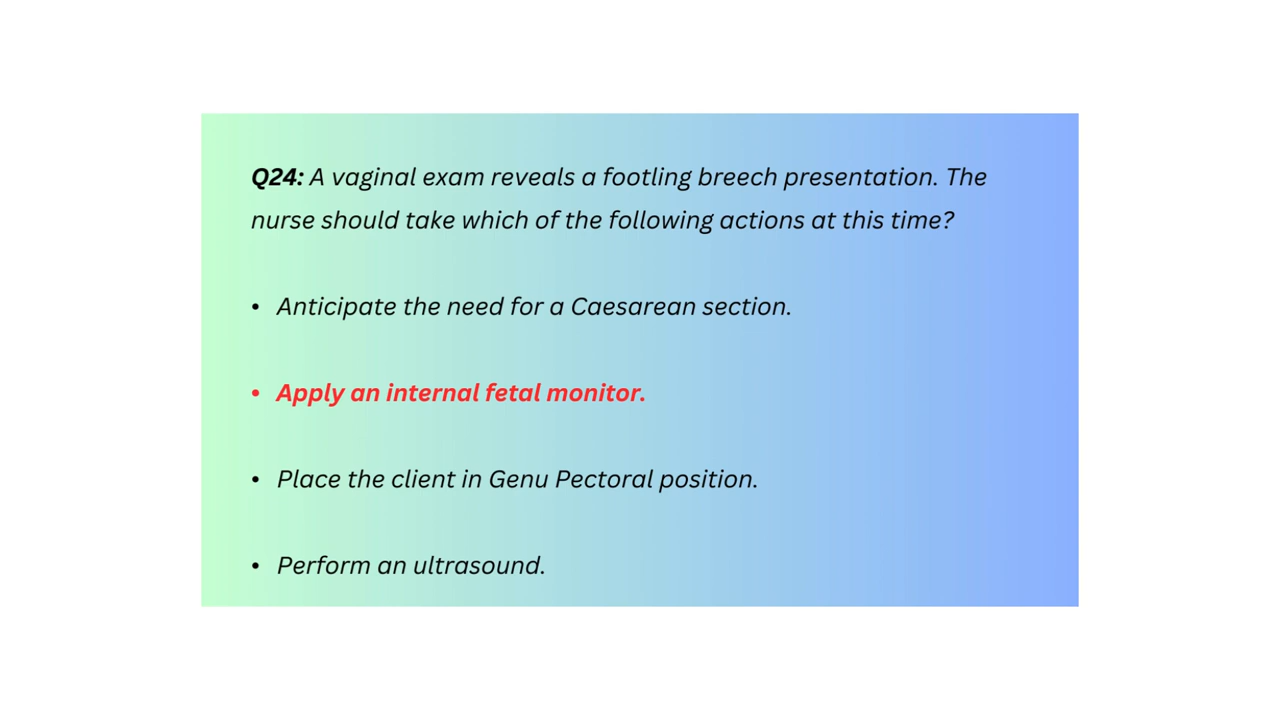 Q24: A vaginal exam reveals a footling breech presentation. The
nurse should take which of the following actions at this time?
• Anticipate the need for a Caesarean section.
• Apply an internal fetal monitor.
• Place the client in Genu Pectoral position.
• Perform an ultrasound.